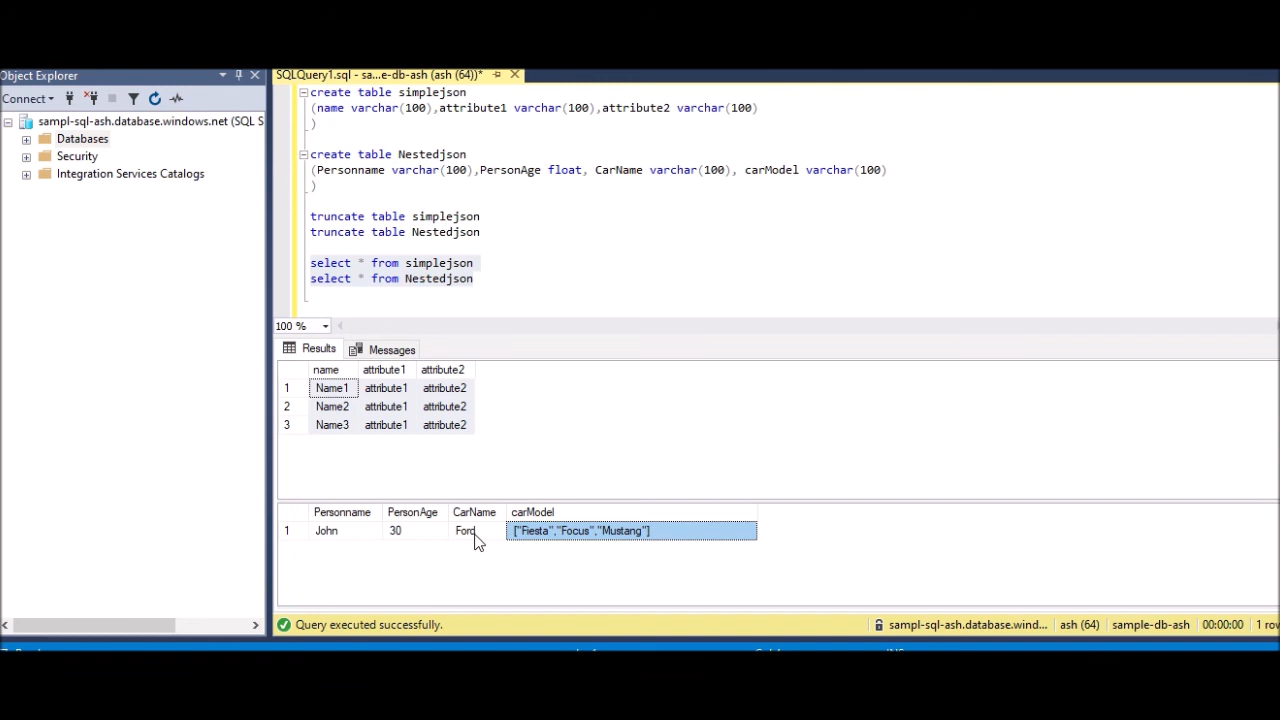 Object Explorer
Connect
sampl-sql-ash.database.windows.net (SQL S
Databases
Security
Integration Services Catalogs
SQLQuery1.sql - sa...e-db-ash (ash (64))*
create table simplejson
(name varchar(100),attribute1 varchar(100),attribute2 varchar(100)
)
create table Nestedjson
(Personname varchar(100),PersonAge float, CarName varchar(100), carModel varchar(100)
)
truncate table simplejson
truncate table Nestedjson
select * from simplejson
select * from Nestedjson
100 %
Results Messages
name attribute1 attribute2
1 Name1 attribute1 attribute2
2 Name2 attribute1 attribute2
3 Name3 attribute1 attribute2
Personname PersonAge CarName carModel
1 John 30 Ford ["Fiesta","Focus","Mustang"]
Query executed successfully.
sampl-sql-ash.database.wind... ash (64) sample-db-ash 00:00:00 1 row